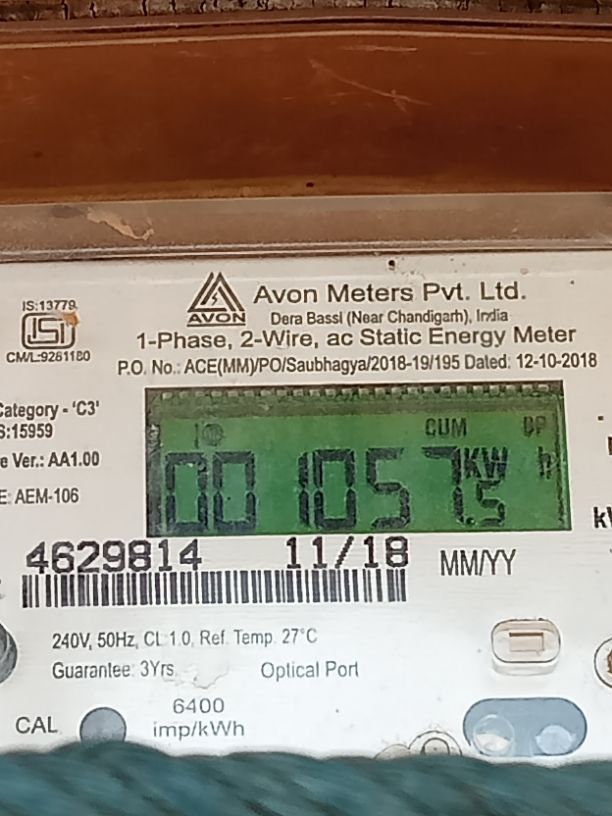 Avon Meters Pvt. Ltd.
AVON
Dera Bassi (Near Chandigarh), India
1-Phase, 2-Wire, ac Static Energy Meter
P.O. No.: ACE(MM)/PO/Saubhagya/2018-19/195 Dated: 12-10-2018
IS:13779
ISI
CM/L-9261180
Category - 'C3'
S:15959
e Ver.: AA1.00
E: AEM-106
CUM
001057.5 KWh
4629814 11/18 MM/YY
240V, 50Hz, CL 1.0, Ref. Temp. 27°C
Guarantee: 3Yrs. Optical Port
CAL
6400
imp/kWh